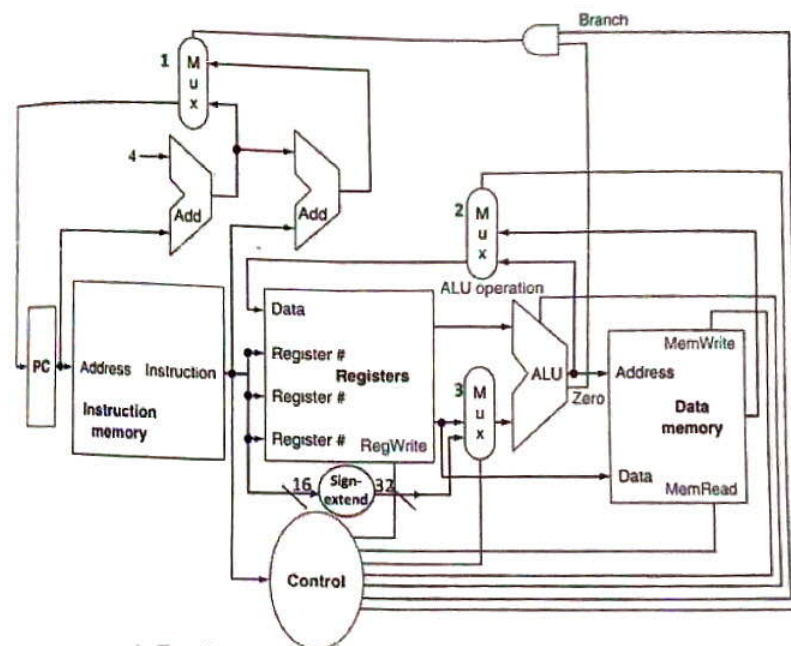 Branch
1
M
u
x
4
Add
Add
2
M
u
x
ALU operation
Data
Register #
Registers
Register #
Register #
RegWrite
PC
Address Instruction
Instruction
memory
3
M
u
x
ALU
Zero
MemWrite
Address
Data
memory
Data
MemRead
16
Sign-
extend
32
Control